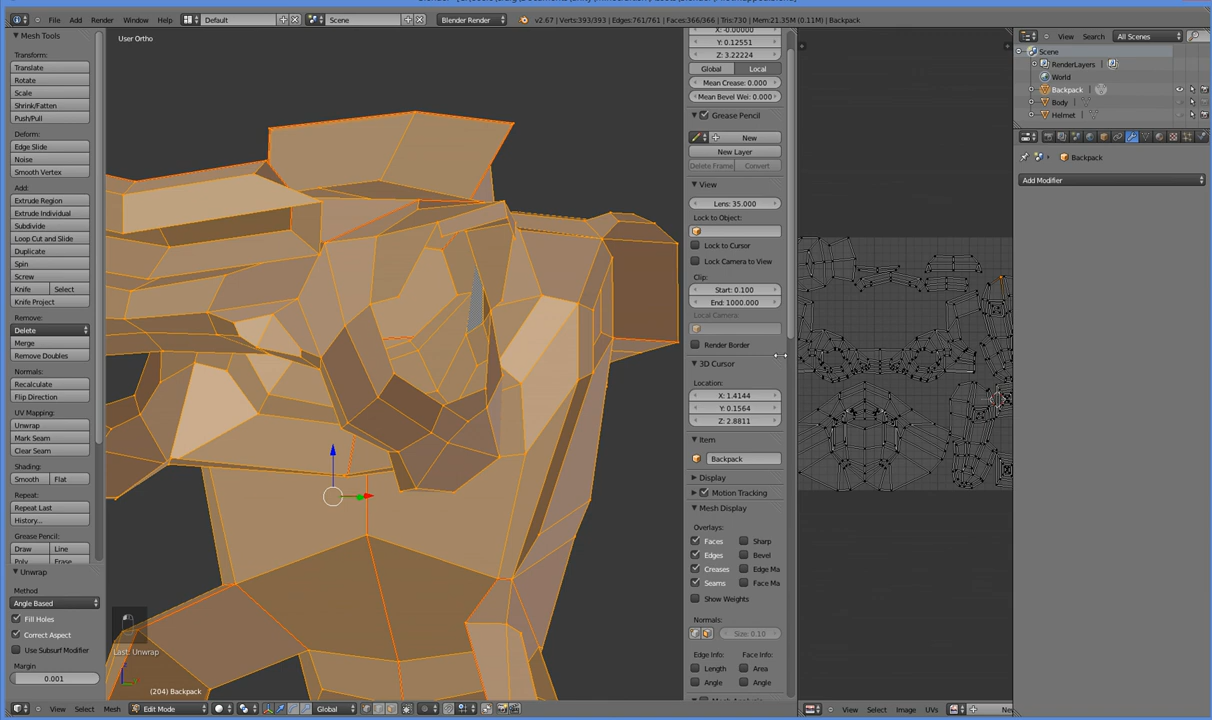 File Add Render Window Help Default Scene Blender Render v2.67 | Verts:393/393 | Edges:761/761 | Faces:366/366 | Tris:730 | Mem:21.35M (0.11M) | Backpack
Mesh Tools
Transform:
Translate
Rotate
Scale
Shrink/Fatten
Push/Pull
Deform:
Edge Slide
Noise
Smooth Vertex
Add:
Extrude Region
Extrude Individual
Subdivide
Loop Cut and Slide
Duplicate
Spin
Screw
Knife Select
Knife Project
Remove:
Delete
Merge
Remove Doubles
Normals:
Recalculate
Flip Direction
UV Mapping:
Unwrap
Mark Seam
Clear Seam
Shading:
Smooth Flat
Repeat:
Repeat Last
History...
Grease Pencil:
Draw Line
Poly Erase
Unwrap
Method
Angle Based
Fill Holes
Correct Aspect
Use Subsurf Modifier
Margin
0.001
User Ortho
Last: Unwrap
(204) Backpack
View Select Mesh Edit Mode Global
X: -0.00000
Y: 0.12551
Z: 3.22224
Global Local
Mean Crease: 0.000
Mean Bevel Wei: 0.000
Grease Pencil
New
New Layer
Delete Frame Convert
View
Lens: 35.000
Lock to Object:
Lock to Cursor
Lock Camera to View
Clip:
Start: 0.100
End: 1000.000
Local Camera
Render Border
3D Cursor
Location:
X: 1.4144
Y: 0.1564
Z: 2.8811
Item
Backpack
Display
Motion Tracking
Mesh Display
Overlays:
Faces Sharp
Edges Bevel
Creases Edge Ma
Seams Face Ma
Show Weights
Normals:
Size: 0.10
Edge Info: Face Info:
Length Area
Angle Angle
View Select Image UVs Ne
View Search All Scenes
Scene
RenderLayers
World
Backpack
Body
Helmet
Backpack
Add Modifier